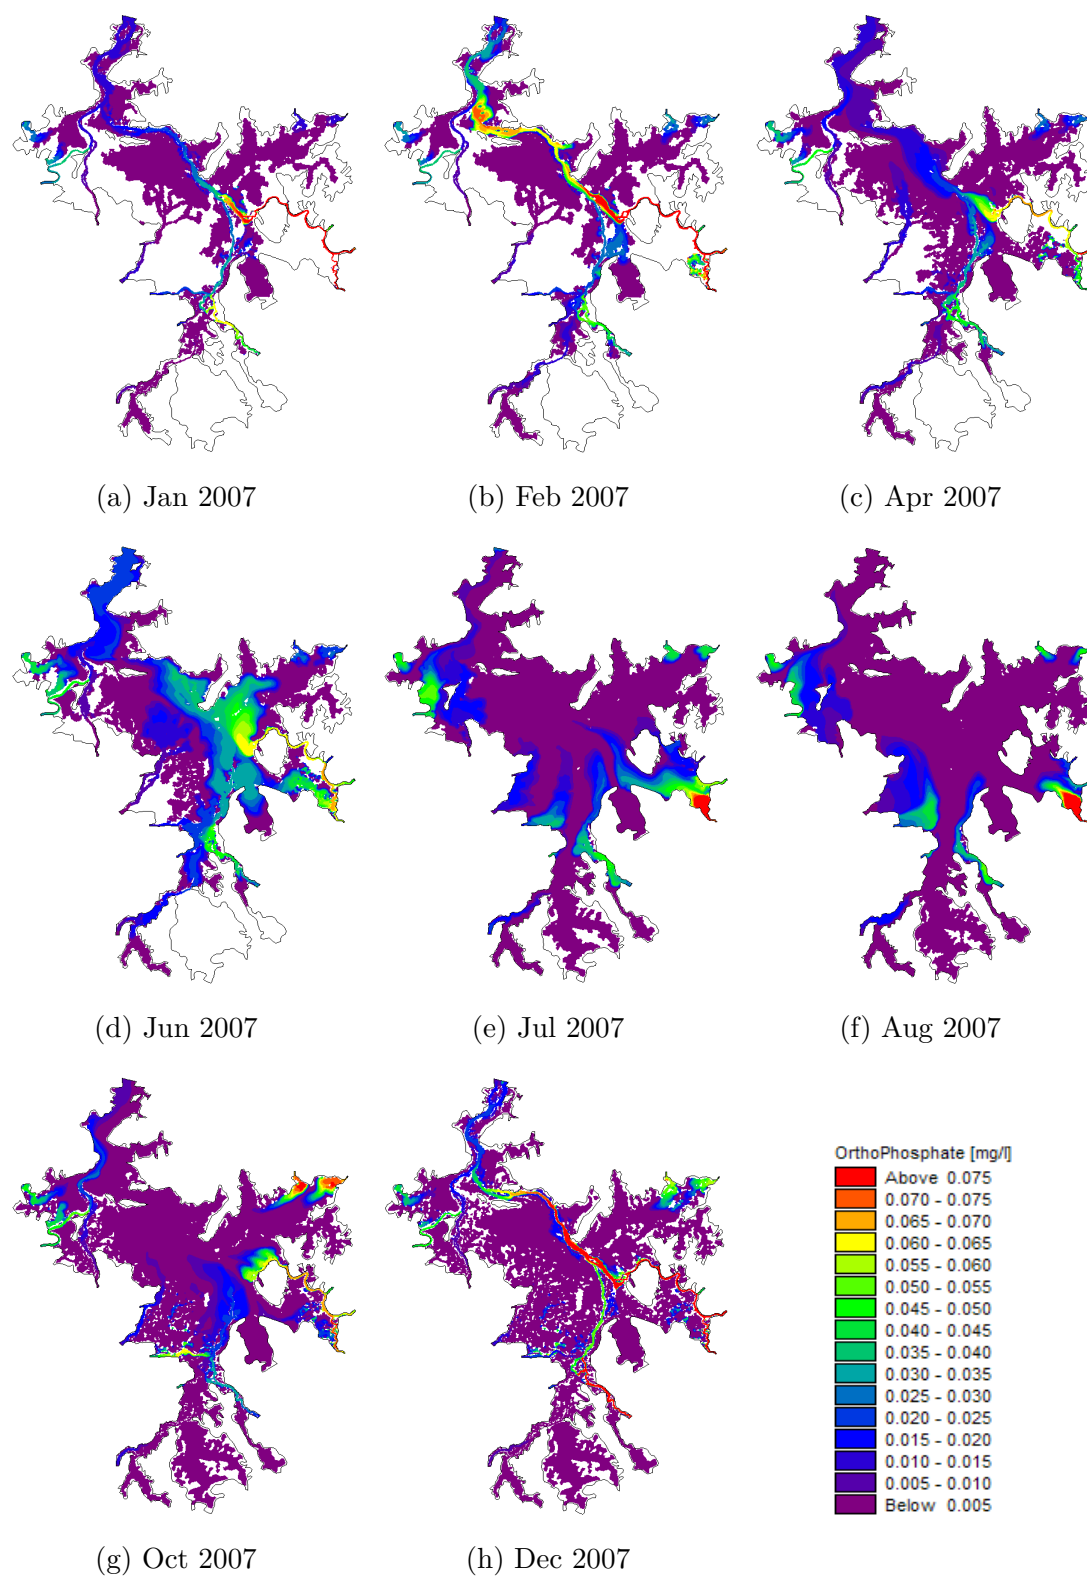 (a) Jan 2007
(b) Feb 2007
(c) Apr 2007
(d) Jun 2007
(e) Jul 2007
(f) Aug 2007
(g) Oct 2007
(h) Dec 2007
OrthoPhosphate [mg/l]
Above 0.075
0.070 - 0.075
0.065 - 0.070
0.060 - 0.065
0.055 - 0.060
0.050 - 0.055
0.045 - 0.050
0.040 - 0.045
0.035 - 0.040
0.030 - 0.035
0.025 - 0.030
0.020 - 0.025
0.015 - 0.020
0.010 - 0.015
0.005 - 0.010
Below 0.005